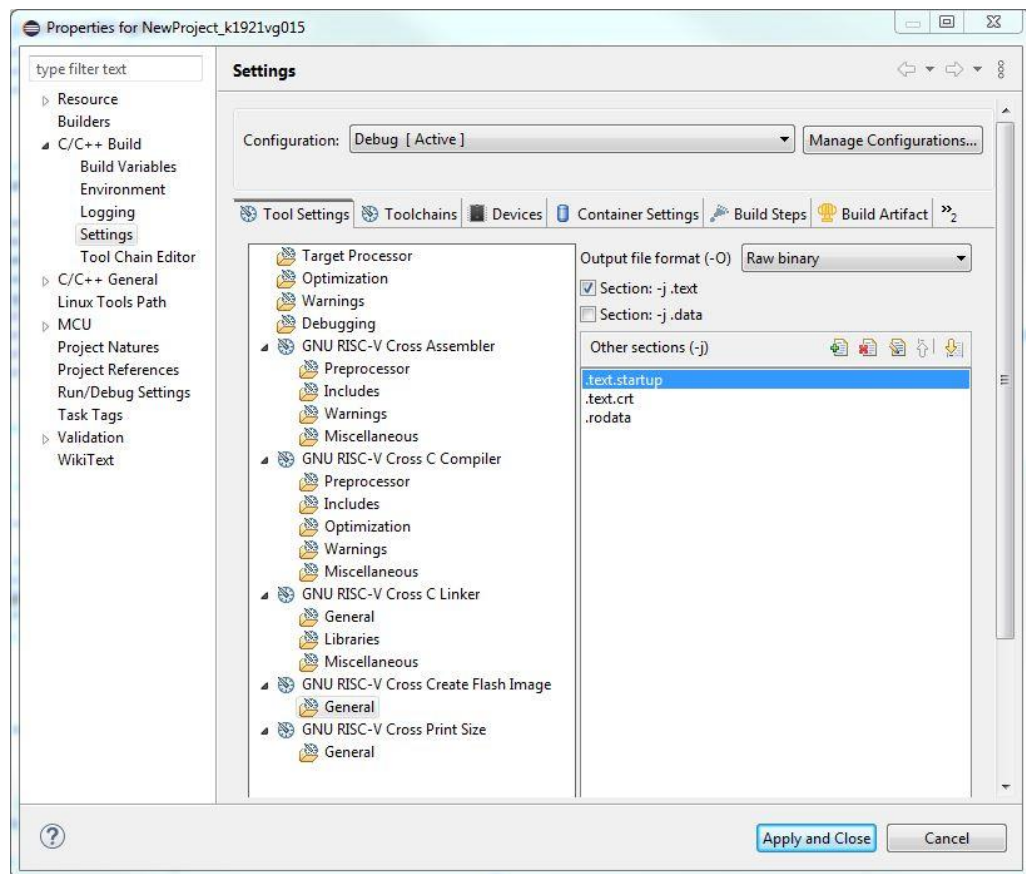 Properties for NewProject_k1921vg015
type filter text
Resource
Builders
C/C++ Build
Build Variables
Environment
Logging
Settings
Tool Chain Editor
C/C++ General
Linux Tools Path
MCU
Project Natures
Project References
Run/Debug Settings
Task Tags
Validation
WikiText
Settings
Configuration:
Debug [ Active ]
Manage Configurations...
Tool Settings
Toolchains
Devices
Container Settings
Build Steps
Build Artifact
»2
Target Processor
Optimization
Warnings
Debugging
GNU RISC-V Cross Assembler
Preprocessor
Includes
Warnings
Miscellaneous
GNU RISC-V Cross C Compiler
Preprocessor
Includes
Optimization
Warnings
Miscellaneous
GNU RISC-V Cross C Linker
General
Libraries
Miscellaneous
GNU RISC-V Cross Create Flash Image
General
GNU RISC-V Cross Print Size
General
Output file format (-O)
Raw binary
Section: -j .text
Section: -j .data
Other sections (-j)
.text.startup
.text.crt
.rodata
Apply and Close
Cancel